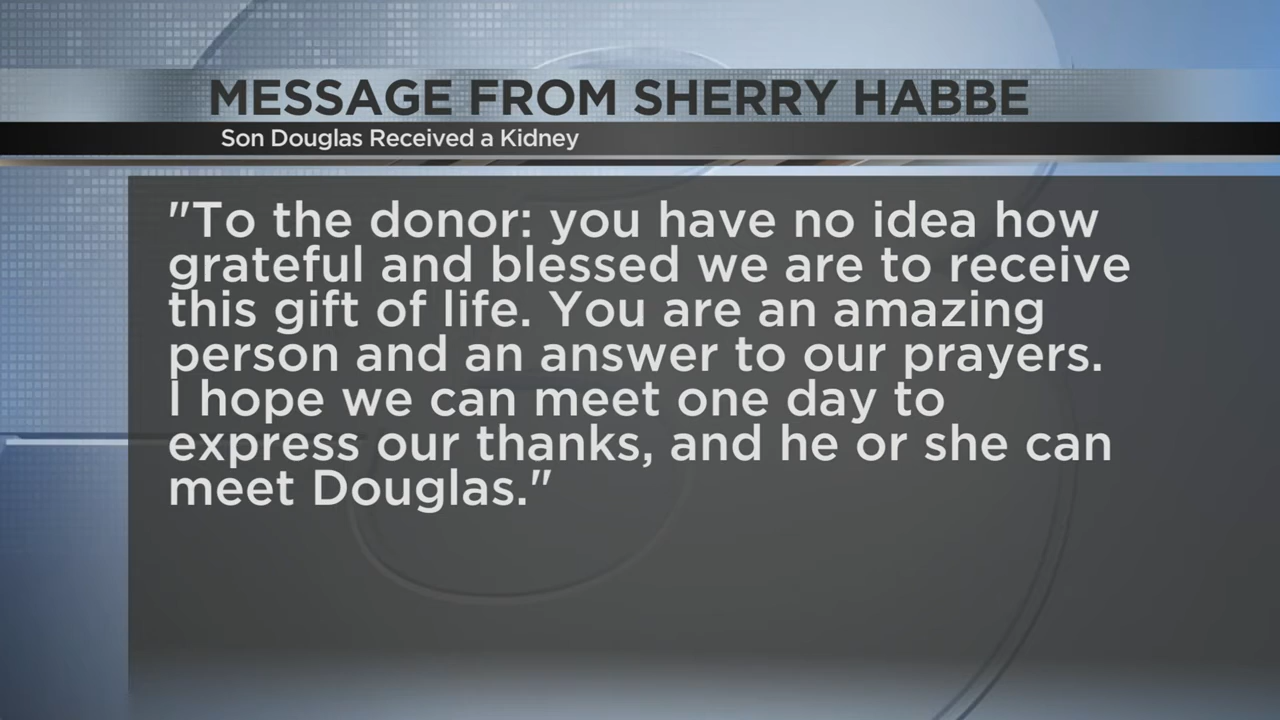 MESSAGE FROM SHERRY HABBE
Son Douglas Received a Kidney
"To the donor: you have no idea how
grateful and blessed we are to receive
this gift of life. You are an amazing
person and an answer to our prayers.
I hope we can meet one day to
express our thanks, and he or she can
meet Douglas."